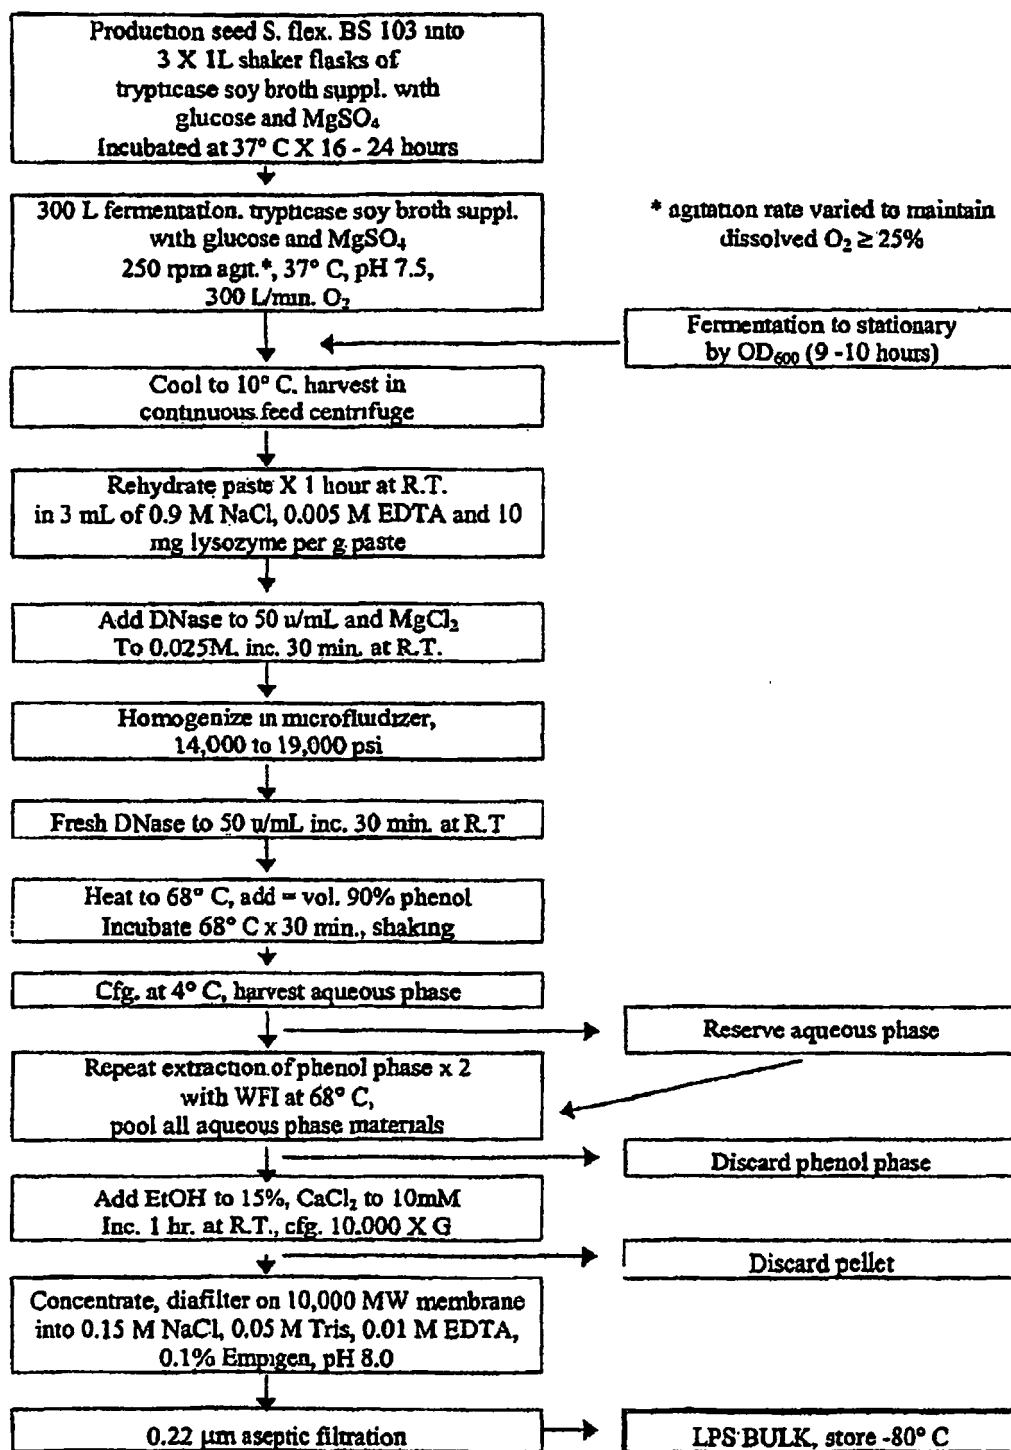 Production seed S. flex. BS 103 into
3 X 1L shaker flasks of
trypticase soy broth suppl. with
glucose and MgSO₄
Incubated at 37° C X 16 - 24 hours
300 L fermentation. trypticase soy broth suppl.
with glucose and MgSO₄
250 rpm agit.*, 37° C, pH 7.5,
300 L/min. O₂
* agitation rate varied to maintain
dissolved O₂ ≥ 25%
Fermentation to stationary
by OD₆₀₀ (9 -10 hours)
Cool to 10° C. harvest in
continuous feed centrifuge
Rehydrate paste X 1 hour at R.T.
in 3 mL of 0.9 M NaCl, 0.005 M EDTA and 10
mg lysozyme per g paste
Add DNase to 50 u/mL and MgCl₂
To 0.025M. inc. 30 min. at R.T.
Homogenize in microfluidizer,
14,000 to 19,000 psi
Fresh DNase to 50 u/mL inc. 30 min. at R.T
Heat to 68° C, add = vol. 90% phenol
Incubate 68° C x 30 min., shaking
Cfg. at 4° C, harvest aqueous phase
Reserve aqueous phase
Repeat extraction of phenol phase x 2
with WFI at 68° C,
pool all aqueous phase materials
Discard phenol phase
Add EtOH to 15%, CaCl₂ to 10mM
Inc. 1 hr. at R.T., cfg. 10.000 X G
Discard pellet
Concentrate, diafilter on 10,000 MW membrane
into 0.15 M NaCl, 0.05 M Tris, 0.01 M EDTA,
0.1% Empigen, pH 8.0
0.22 μm aseptic filtration
LPS BULK, store -80° C